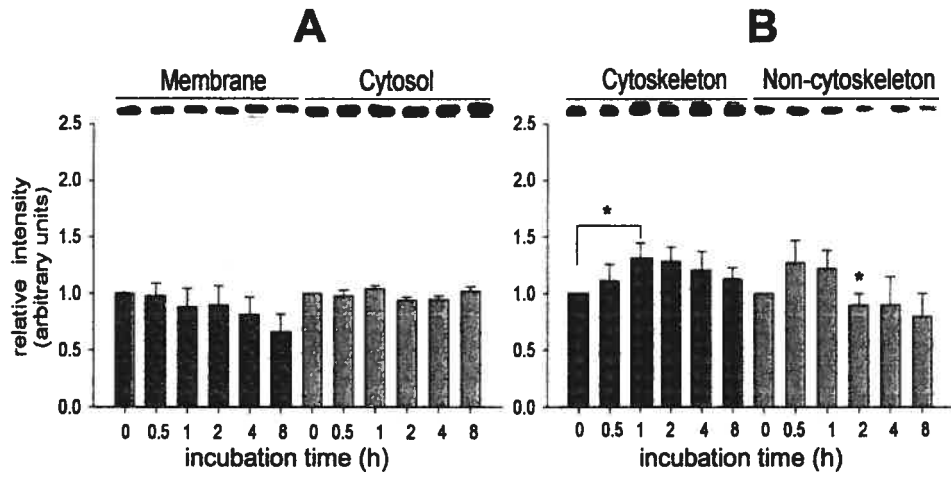 A
B
Membrane Cytosol
Cytoskeleton Non-cytoskeleton
relative intensity
(arbitrary units)
2.5
2.0
1.5
1.0
0.5
0.0
0 0.5 1 2 4 8 0 0.5 1 2 4 8
incubation time (h)
2.5
2.0
1.5
1.0
0.5
0.0
*
*
0 0.5 1 2 4 8 0 0.5 1 2 4 8
incubation time (h)